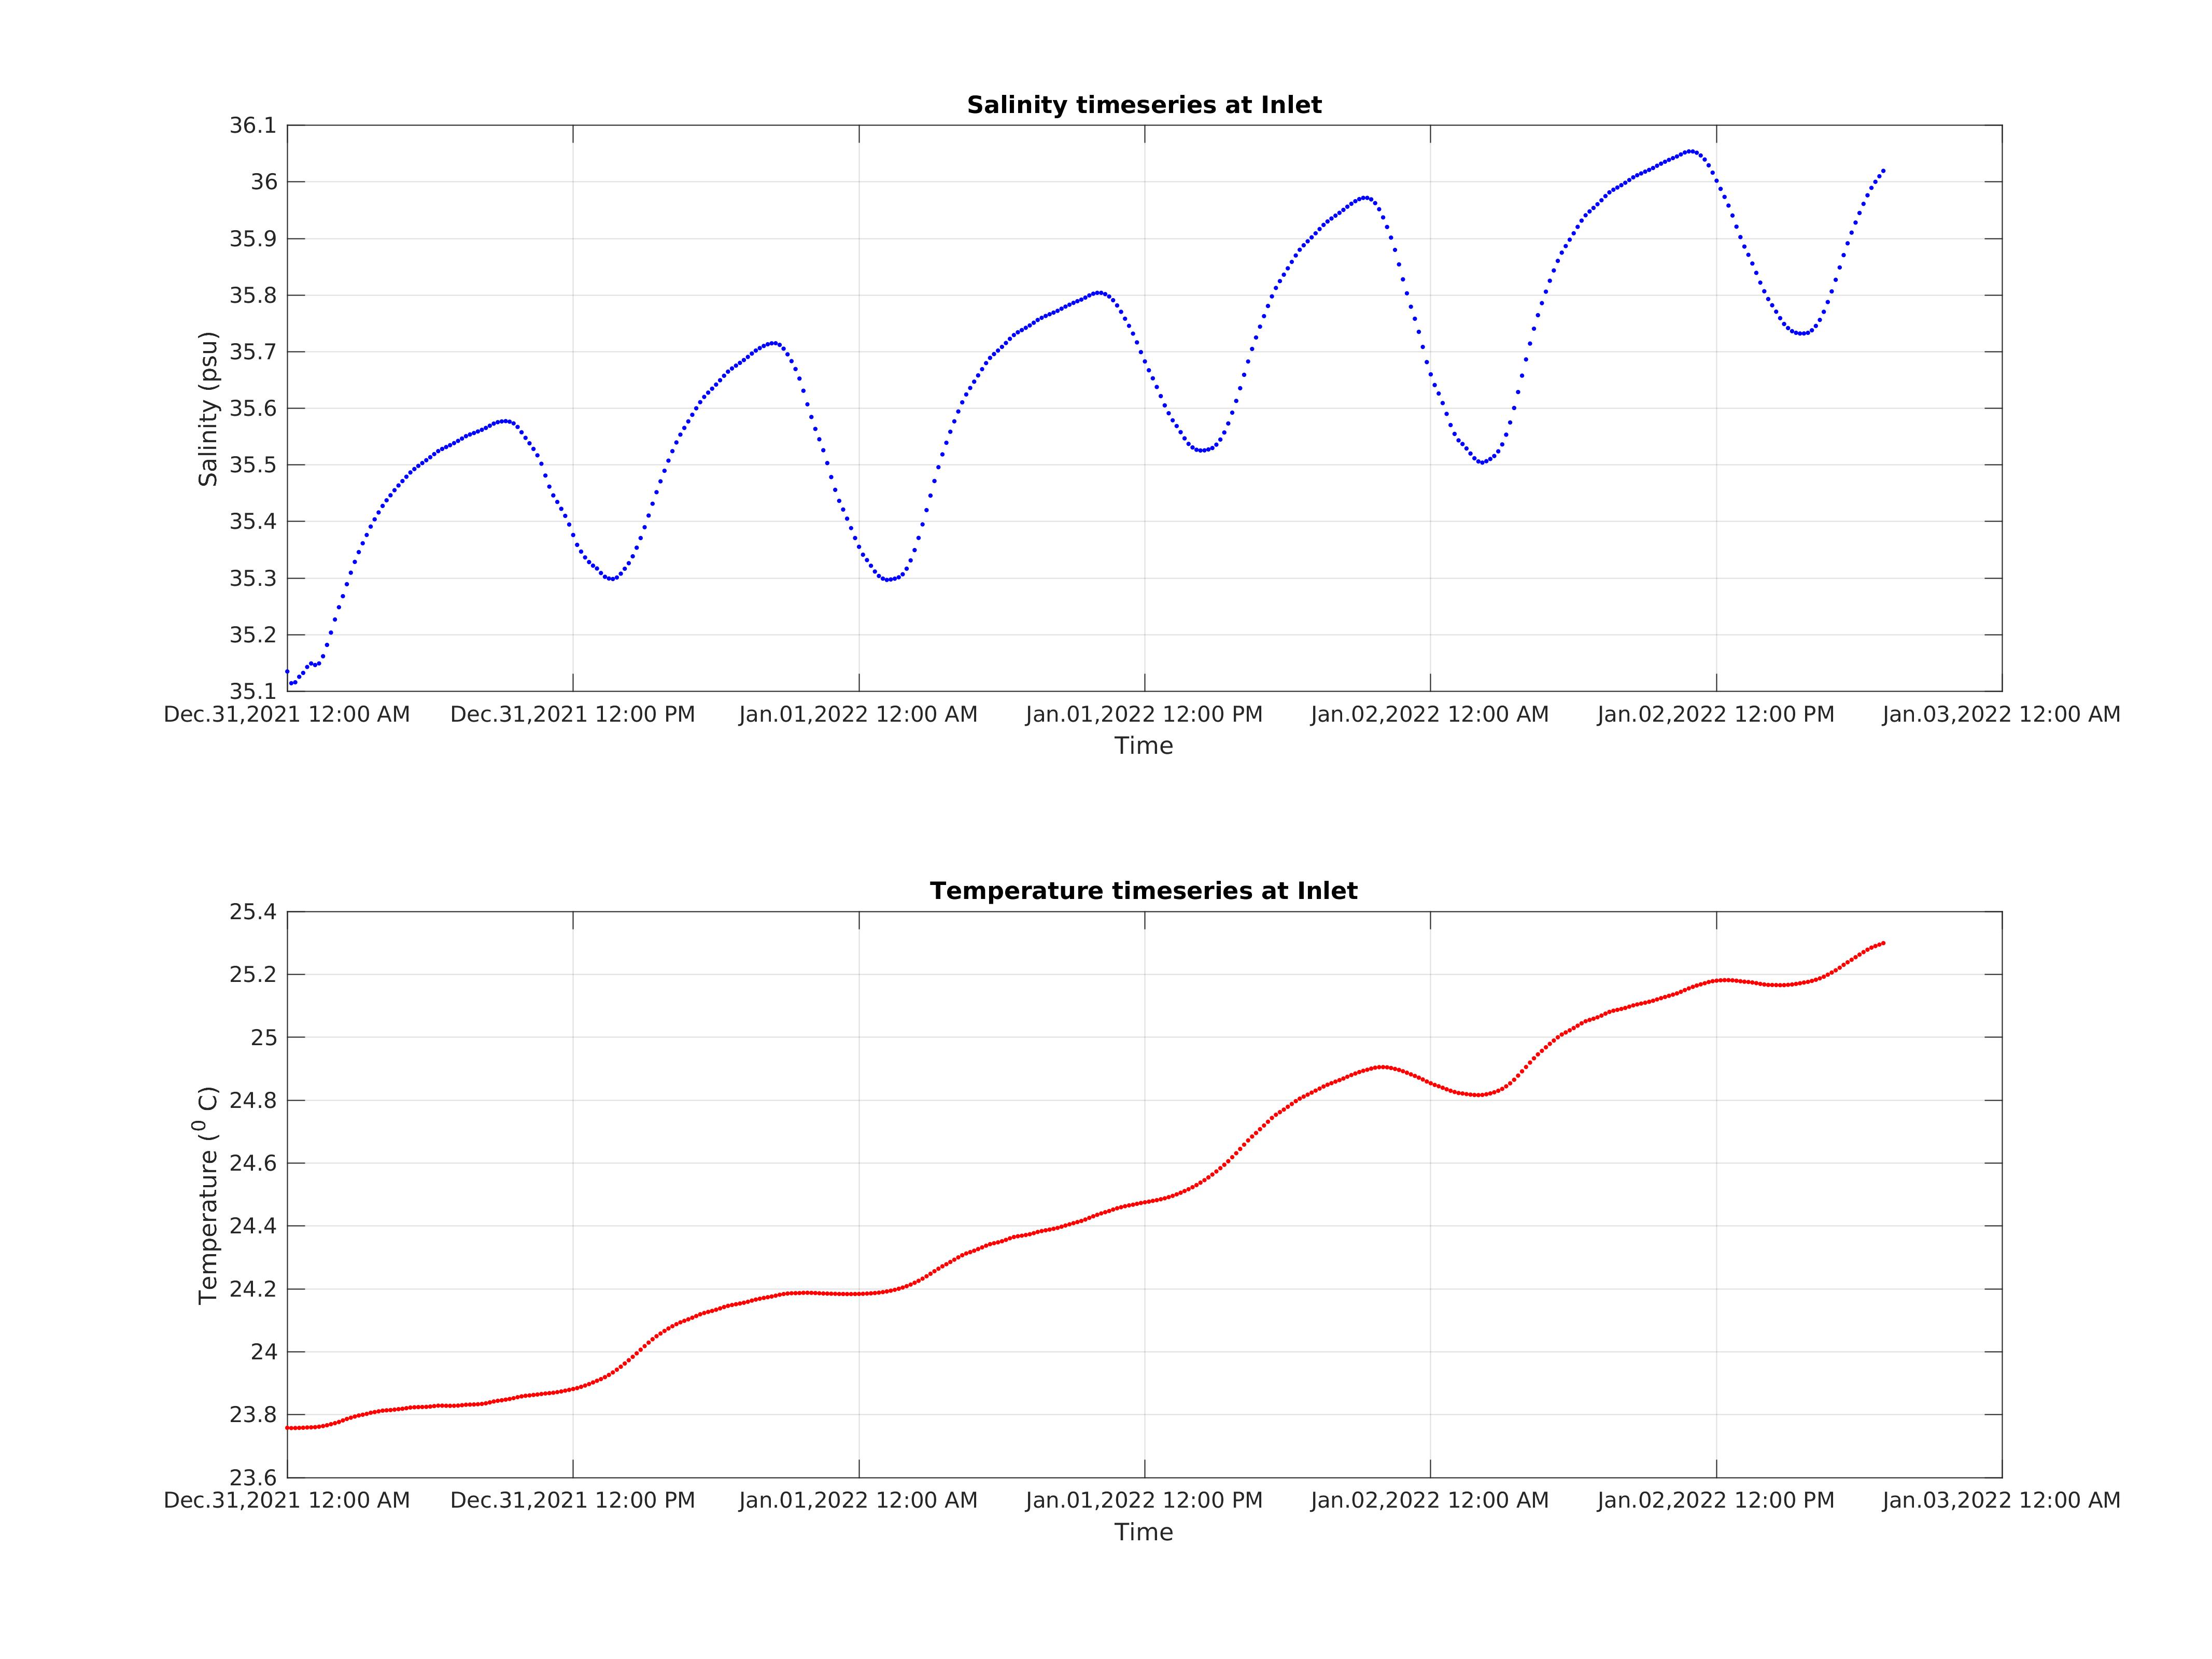 Salinity timeseries at Inlet
36.1
36
35.9
35.8
35.7
35.6
35.5
35.4
35.3
35.2
35.1
Salinity (psu)
Dec.31,2021 12:00 AM Dec.31,2021 12:00 PM Jan.01,2022 12:00 AM Jan.01,2022 12:00 PM Jan.02,2022 12:00 AM Jan.02,2022 12:00 PM Jan.03,2022 12:00 AM
Time
Temperature timeseries at Inlet
25.4
25.2
25
24.8
24.6
24.4
24.2
24
23.8
23.6
Temperature (⁰ C)
Dec.31,2021 12:00 AM Dec.31,2021 12:00 PM Jan.01,2022 12:00 AM Jan.01,2022 12:00 PM Jan.02,2022 12:00 AM Jan.02,2022 12:00 PM Jan.03,2022 12:00 AM
Time